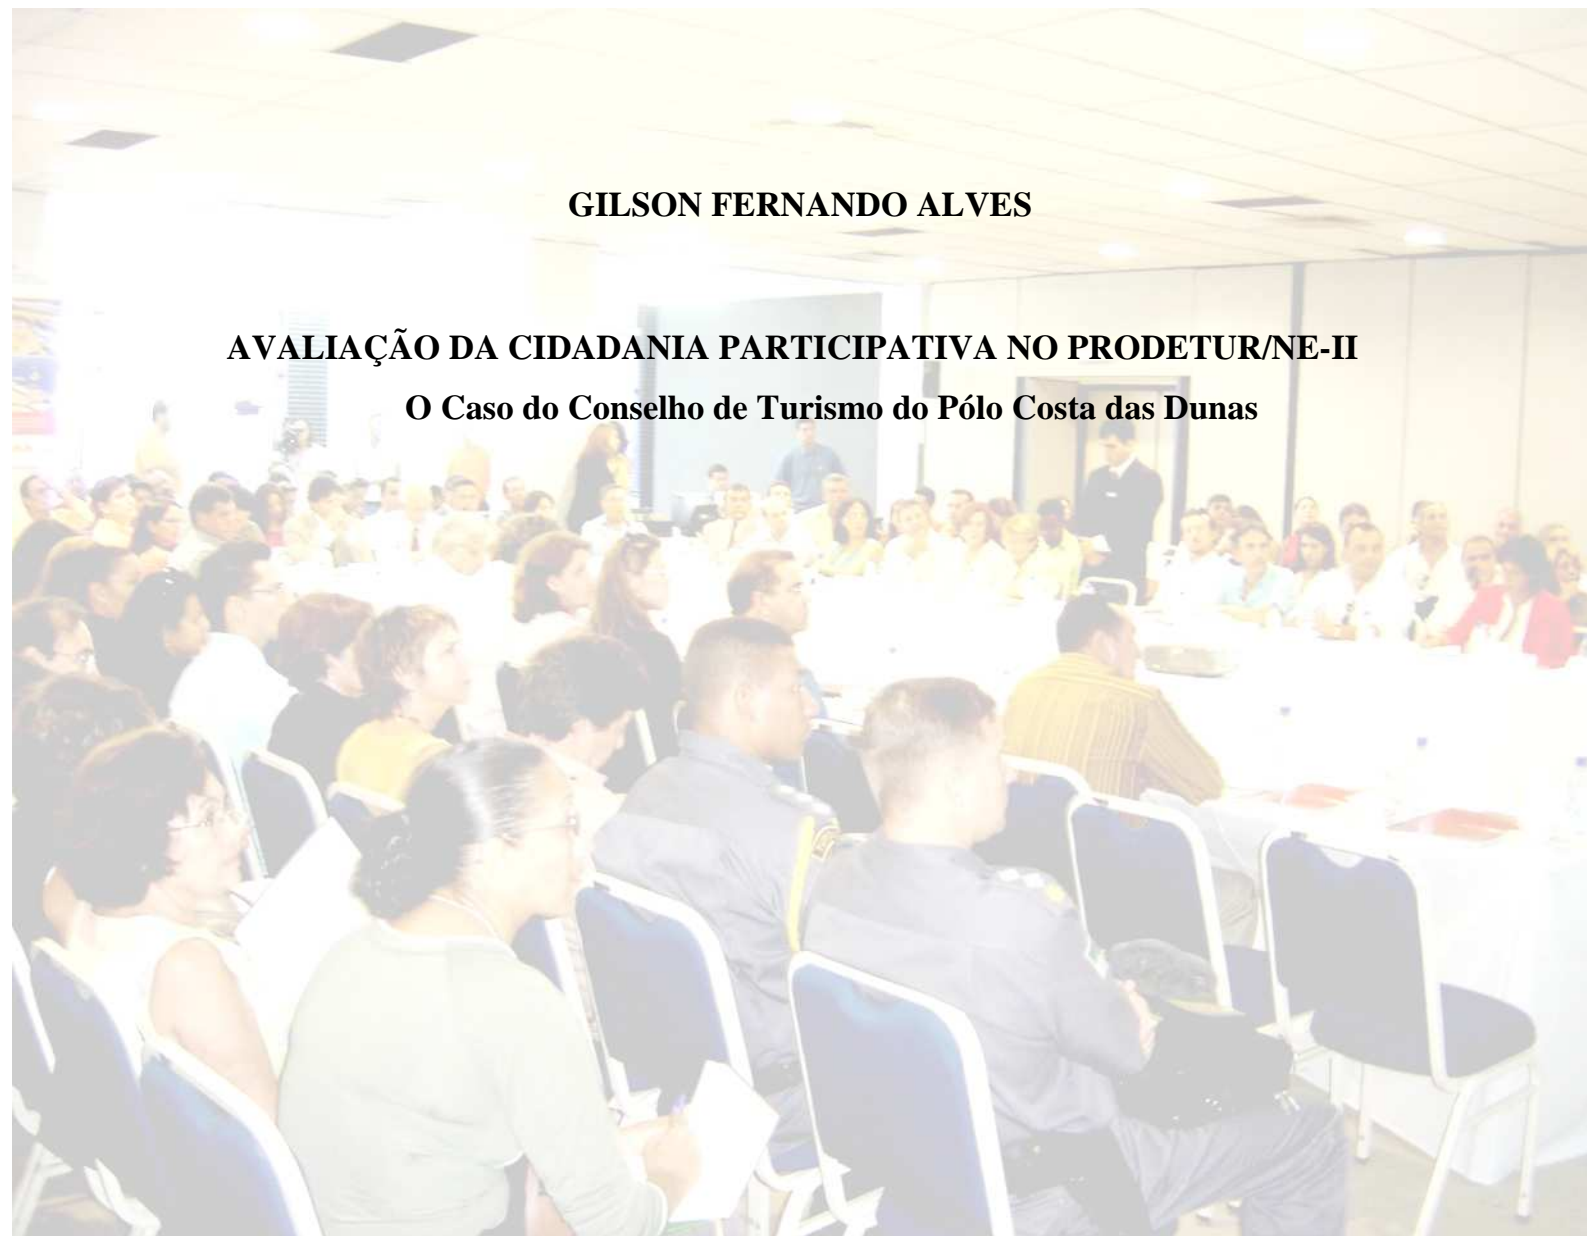 GILSON FERNANDO ALVES
AVALIAÇÃO DA CIDADANIA PARTICIPATIVA NO PRODETUR/NE-II
O Caso do Conselho de Turismo do Pólo Costa das Dunas